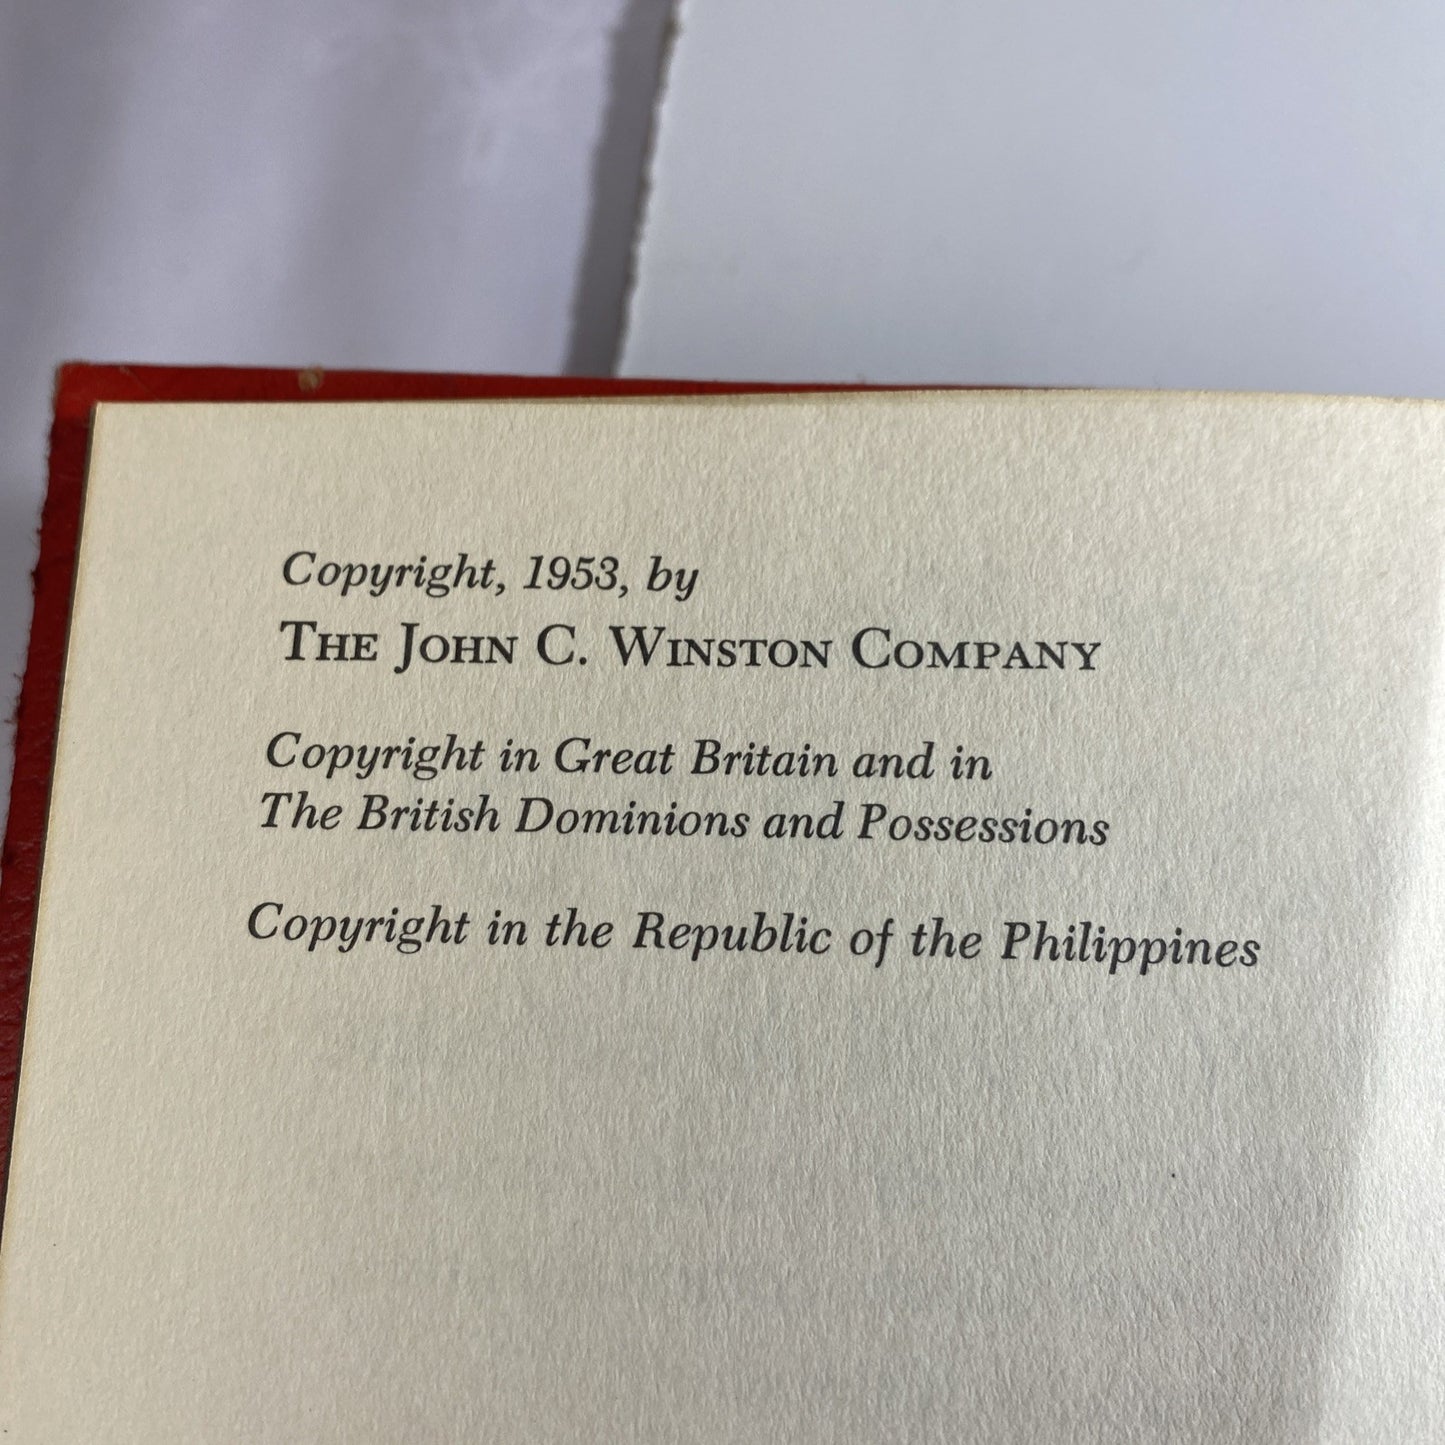 Copyright, 1953, by
THE JOHN C. WINSTON COMPANY
Copyright in Great Britain and in
The British Dominions and Possessions
Copyright in the Republic of the Philippines